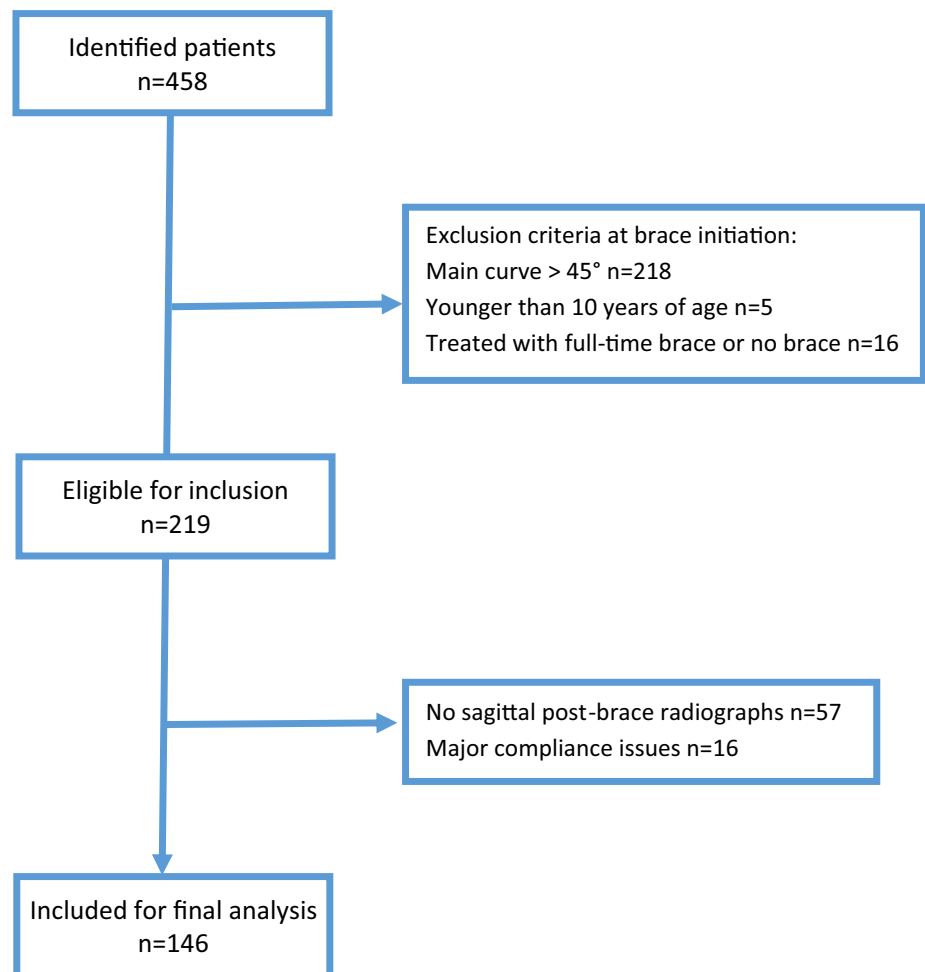 Identified patients
n=458
Exclusion criteria at brace initiation:
Main curve > 45° n=218
Younger than 10 years of age n=5
Treated with full-time brace or no brace n=16
Eligible for inclusion
n=219
No sagittal post-brace radiographs n=57
Major compliance issues n=16
Included for final analysis
n=146